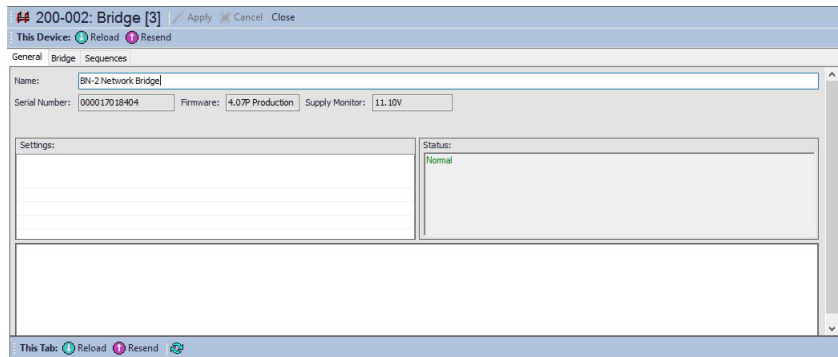 200-002: Bridge [3] Apply Cancel Close
This Device: Reload Resend
General Bridge Sequences
Name: BN-2 Network Bridge
Serial Number: 000017018404 Firmware: 4.07P Production Supply Monitor: 11.10V
Settings: Status:
Normal
This Tab: Reload Resend